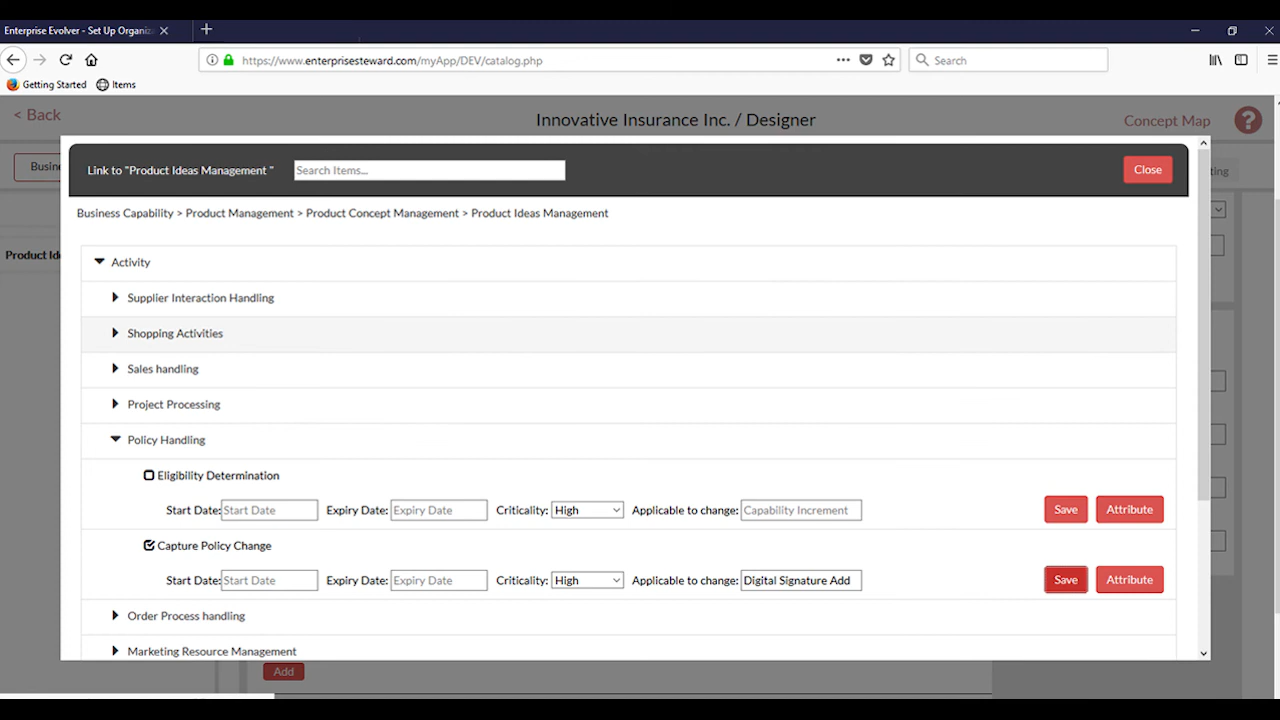 Enterprise Evolver - Set Up Organiz
https://www.enterprisesteward.com/myApp/DEV/catalog.php
Search
Getting Started Items
< Back
Innovative Insurance Inc. / Designer
Concept Map
?
Busine
ting
Link to "Product Ideas Management "
Search Items...
Close
Business Capability > Product Management > Product Concept Management > Product Ideas Management
Product Ide
Activity
Supplier Interaction Handling
Shopping Activities
Sales handling
Project Processing
Policy Handling
Eligibility Determination
Start Date: Start Date Expiry Date: Expiry Date Criticality: High Applicable to change: Capability Increment Save Attribute
Capture Policy Change
Start Date: Start Date Expiry Date: Expiry Date Criticality: High Applicable to change: Digital Signature Add Save Attribute
Order Process handling
Marketing Resource Management
Add